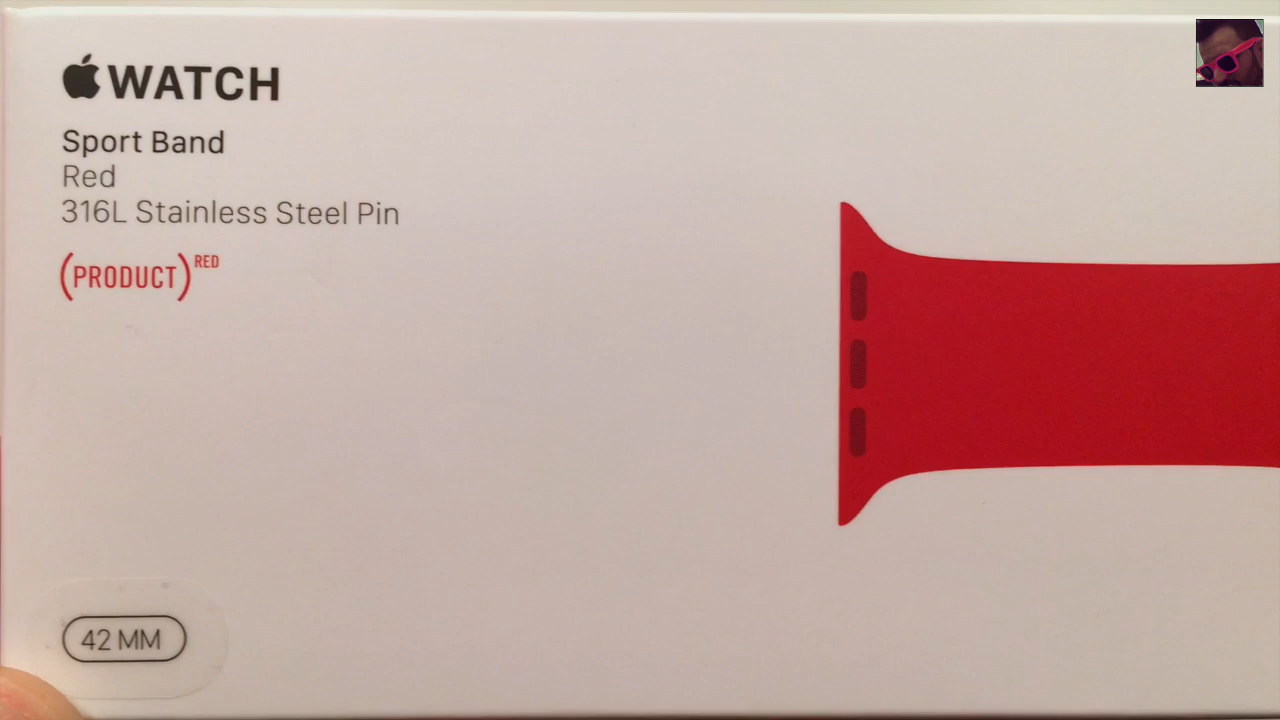 WATCH
Sport Band
Red
316L Stainless Steel Pin
(PRODUCT)RED
42 MM